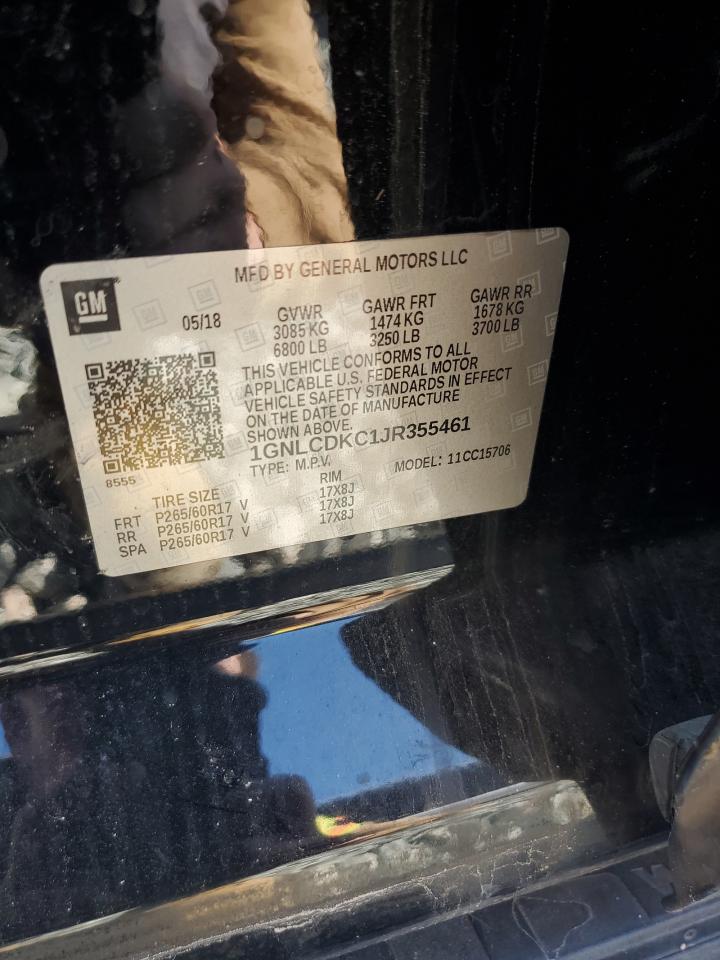 MFD BY GENERAL MOTORS LLC
GM
05/18
GVWR GAWR FRT GAWR RR
3085 KG 1474 KG 1678 KG
6800 LB 3250 LB 3700 LB
THIS VEHICLE CONFORMS TO ALL
APPLICABLE U.S. FEDERAL MOTOR
VEHICLE SAFETY STANDARDS IN EFFECT
ON THE DATE OF MANUFACTURE
SHOWN ABOVE.
1GNLCDKC1JR355461
TYPE: M.P.V. MODEL: 11CC15706
8555
TIRE SIZE RIM
FRT P265/60R17 V 17X8J
RR P265/60R17 V 17X8J
SPA P265/60R17 V 17X8J